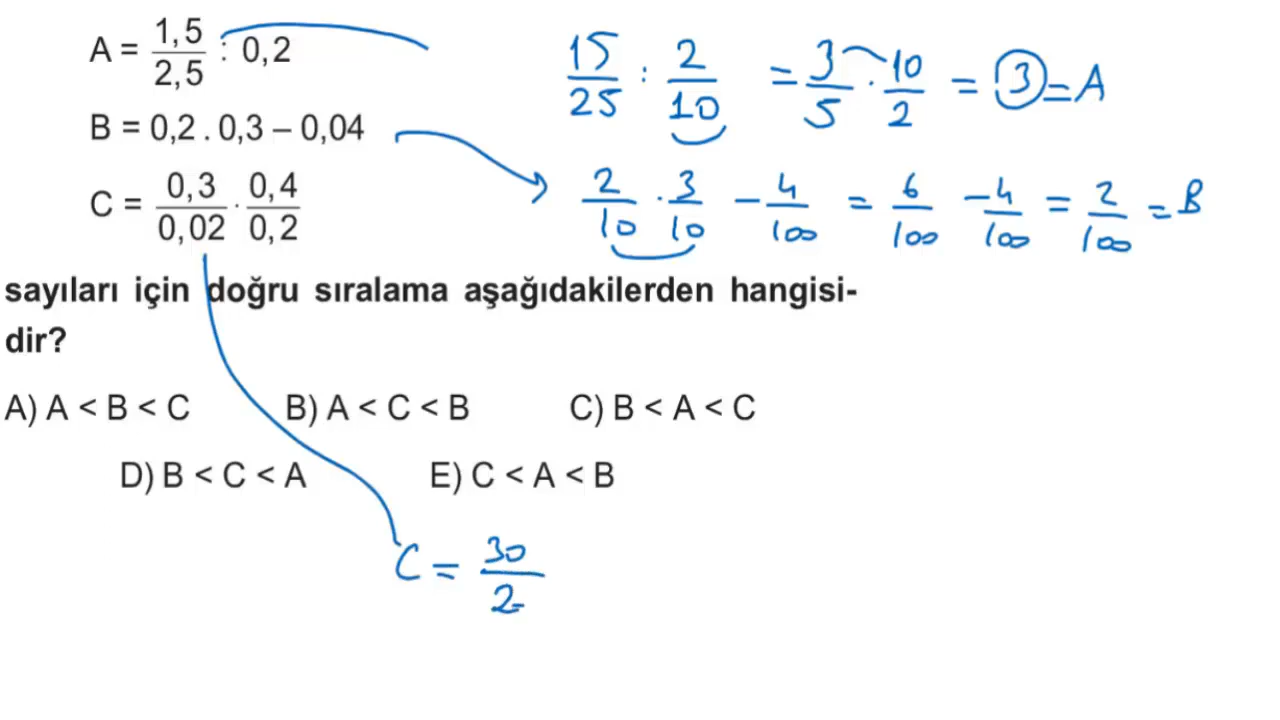 A = 1,5/2,5 : 0,2
15/25 : 2/10 = 3/5 . 10/2 = 3 = A
B = 0,2 . 0,3 – 0,04
2/10 . 3/10 - 4/100 = 6/100 - 4/100 = 2/100 = B
C = 0,3/0,02 . 0,4/0,2
sayıları için doğru sıralama aşağıdakilerden hangisi-
dir?
A) A < B < C B) A < C < B C) B < A < C
D) B < C < A E) C < A < B
C = 30/2